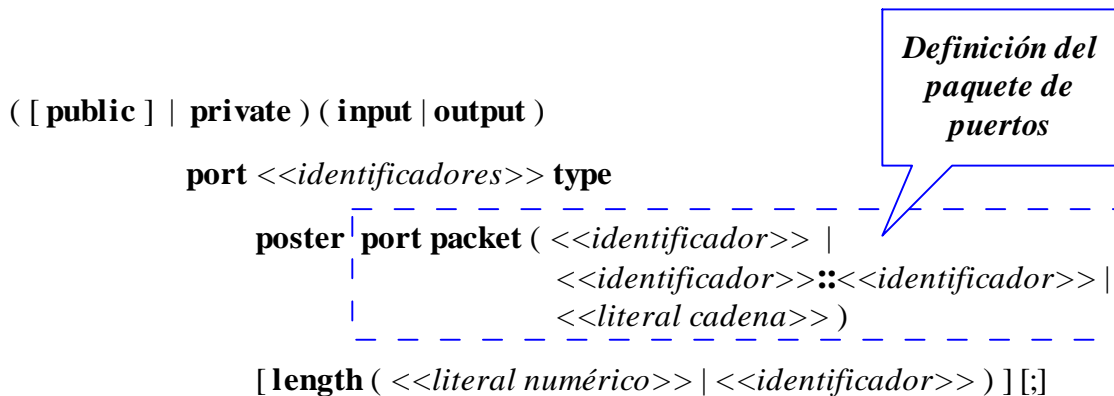 Definición del
paquete de
puertos
( [ public ] | private ) ( input | output )
port <<identificadores>> type
poster port packet ( <<identificador>> |
<<identificador>>::<<identificador>> |
<<literal cadena>> )
[ length ( <<literal numérico>> | <<identificador>> ) ] [;]